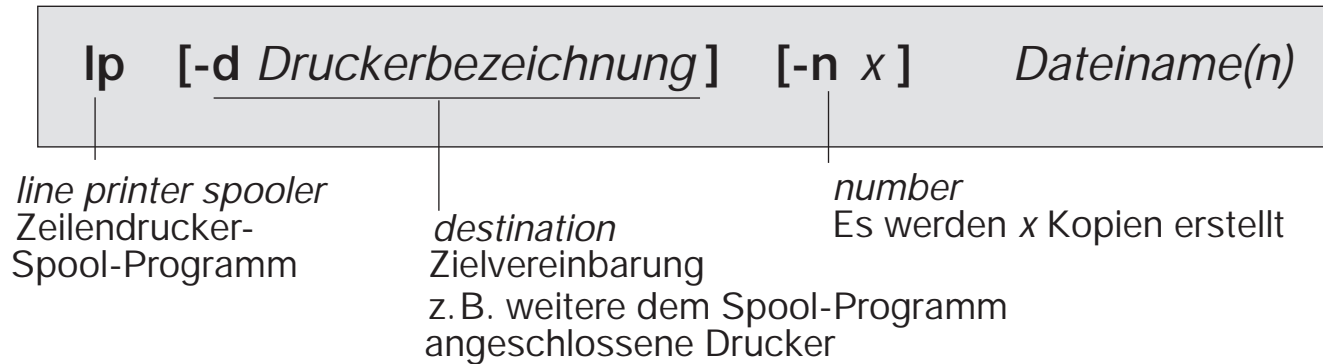 lp [-d Druckerbezeichnung] [-n x] Dateiname(n)
line printer spooler
Zeilendrucker-
Spool-Programm
destination
Zielvereinbarung
z.B. weitere dem Spool-Programm
angeschlossene Drucker
number
Es werden x Kopien erstellt